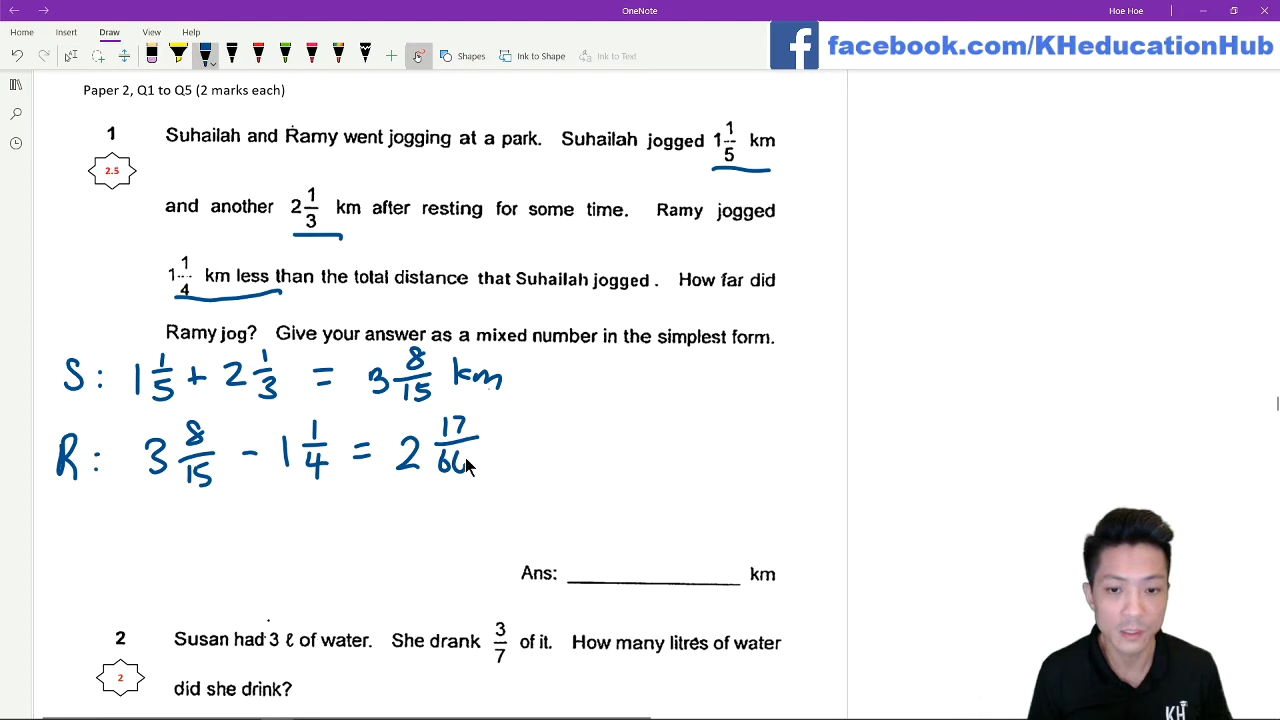 OneNote
Hoe Hoe
Home Insert Draw View Help
Shapes Ink to Shape Ink to Text
facebook.com/KHeducationHub
Paper 2, Q1 to Q5 (2 marks each)
1 Suhailah and Ramy went jogging at a park. Suhailah jogged 1 1/5 km
2.5
and another 2 1/3 km after resting for some time. Ramy jogged
1 1/4 km less than the total distance that Suhailah jogged. How far did
Ramy jog? Give your answer as a mixed number in the simplest form.
S: 1 1/5 + 2 1/3 = 3 8/15 km
R: 3 8/15 - 1 1/4 = 2 17/60
Ans: ____________ km
2 Susan had 3 ℓ of water. She drank 3/7 of it. How many litres of water
2
did she drink?
KH